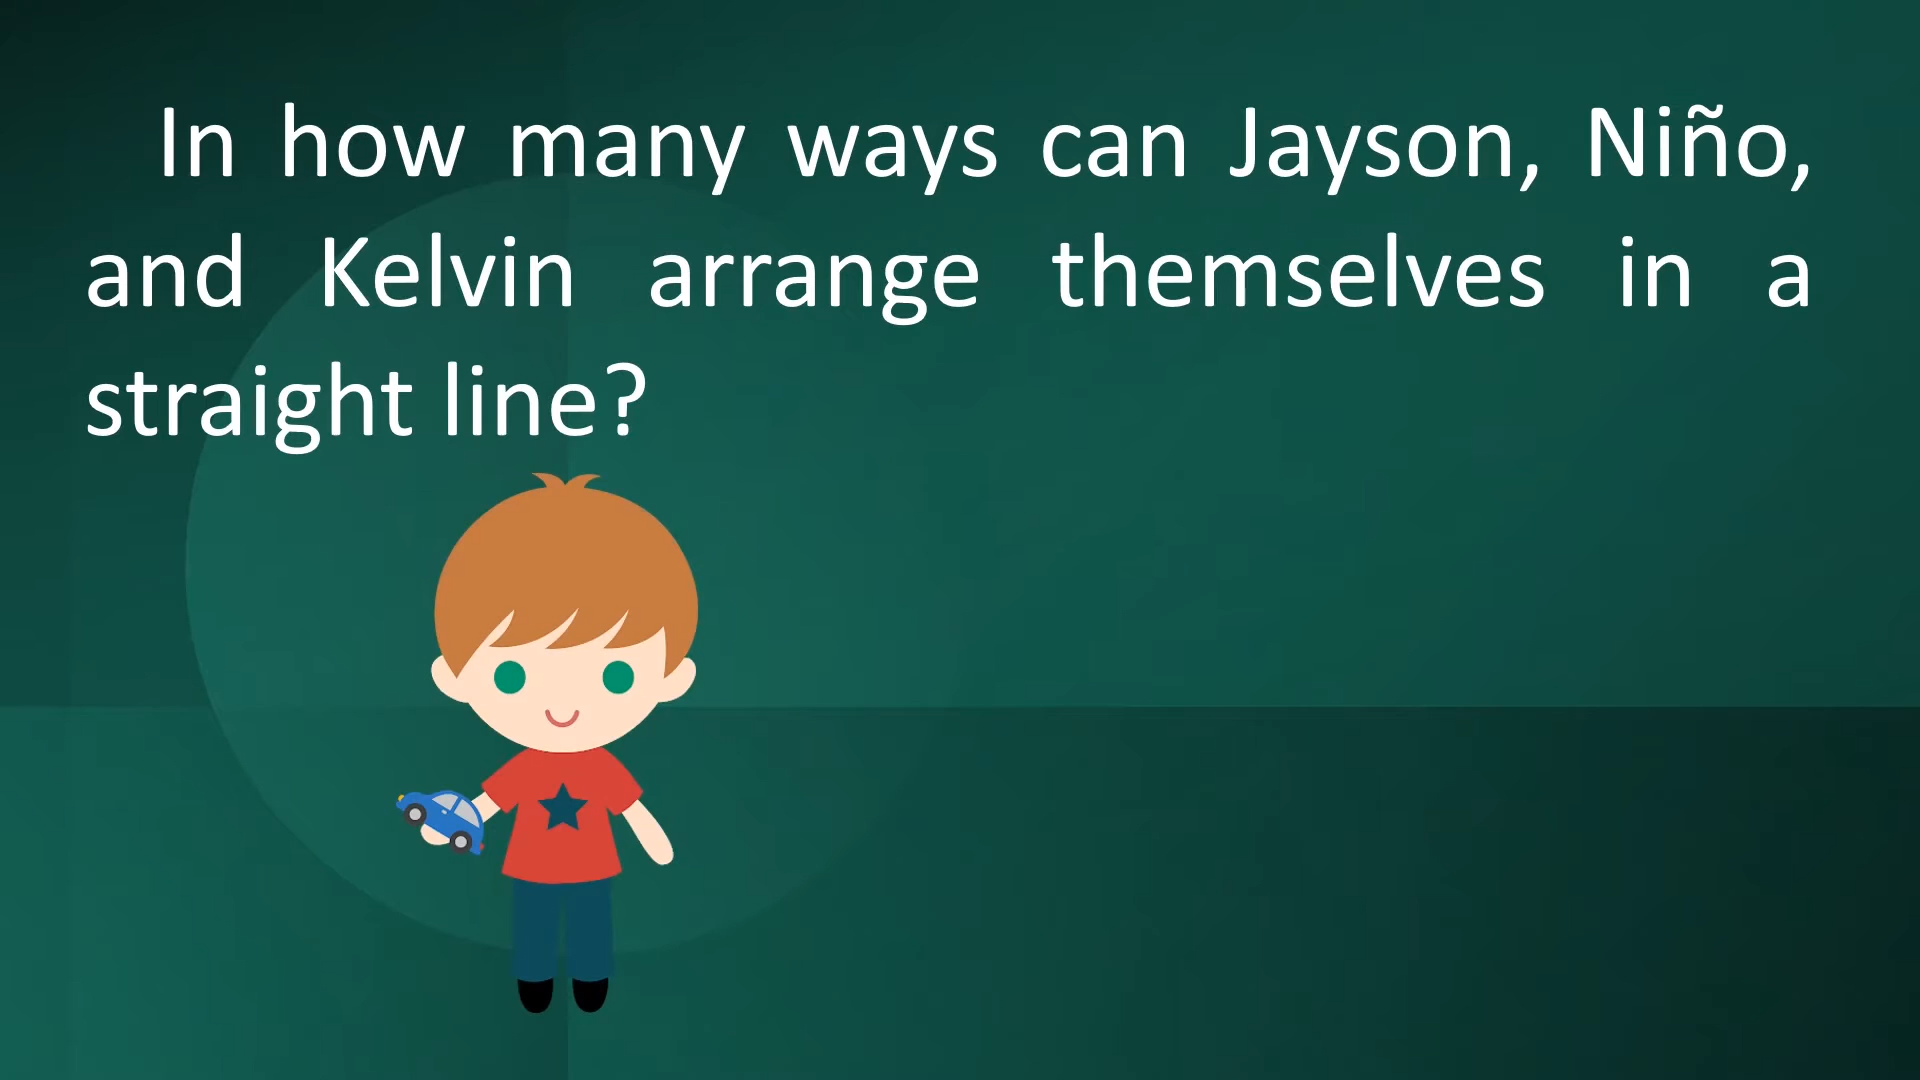 In how many ways can Jayson, Niño,
and Kelvin arrange themselves in a
straight line?